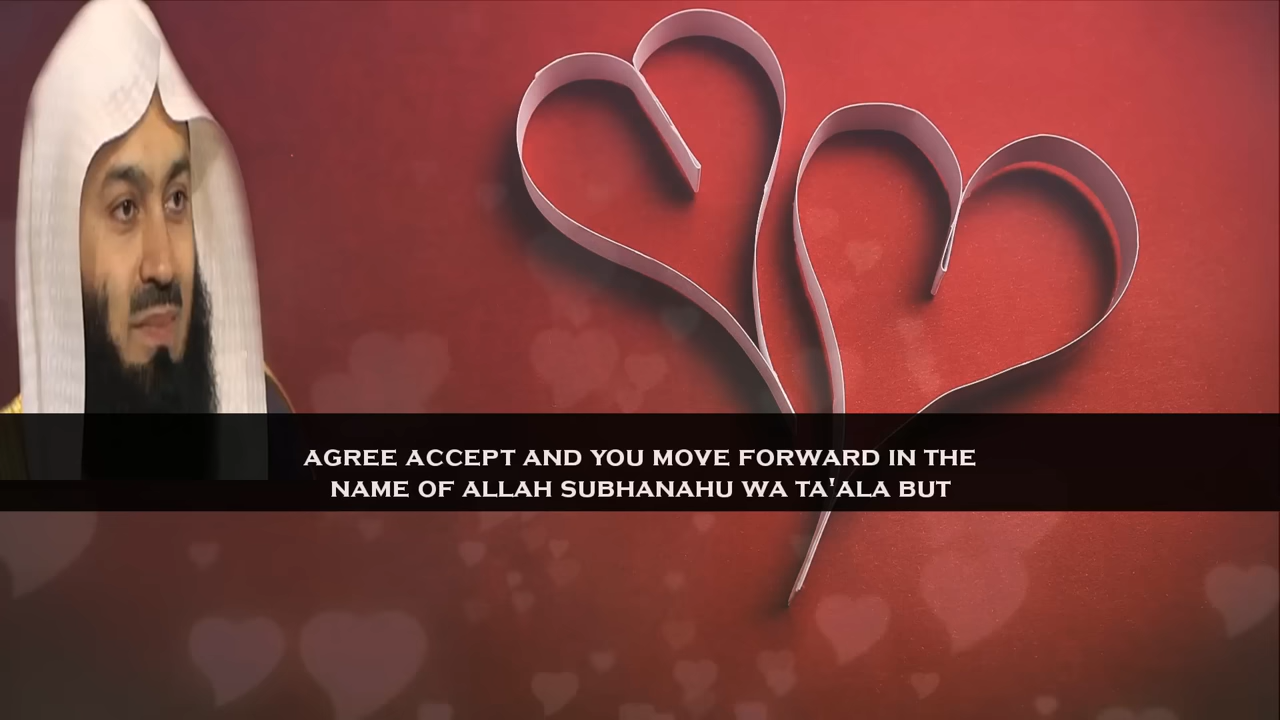 AGREE ACCEPT AND YOU MOVE FORWARD IN THE
NAME OF ALLAH SUBHANAHU WA TA'ALA BUT